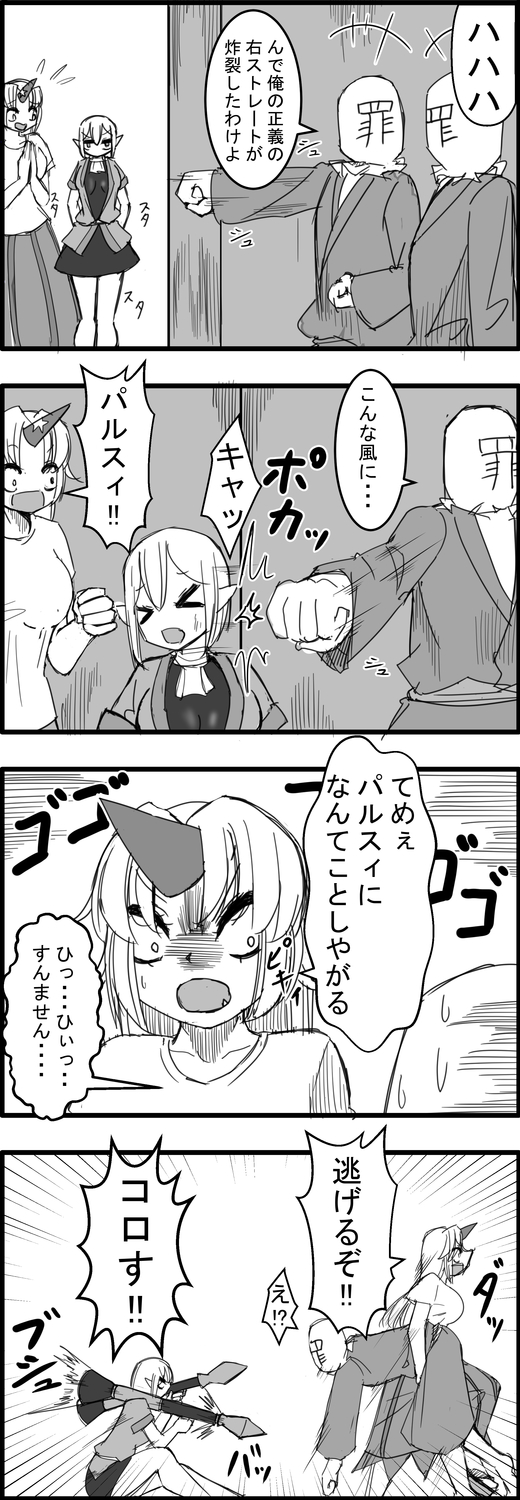 ハハハ
罪
罪
んで俺の正義の
右ストレートが
炸裂したわけよ
シュ
シュ
スタ
スタ
スタ
こんな風に・・・
罪
シュ
ポカッ
キャッ
パルスィ!!
てめぇ
パルスィに
なんてことしやがる
ゴゴ
ゴゴゴ
ピキィ
ひっ・・・ひぃっ・・
すんません・・・・
逃げるぞ!!
ダッ
え!?
罪
コロす!!
ブシュ
バッ